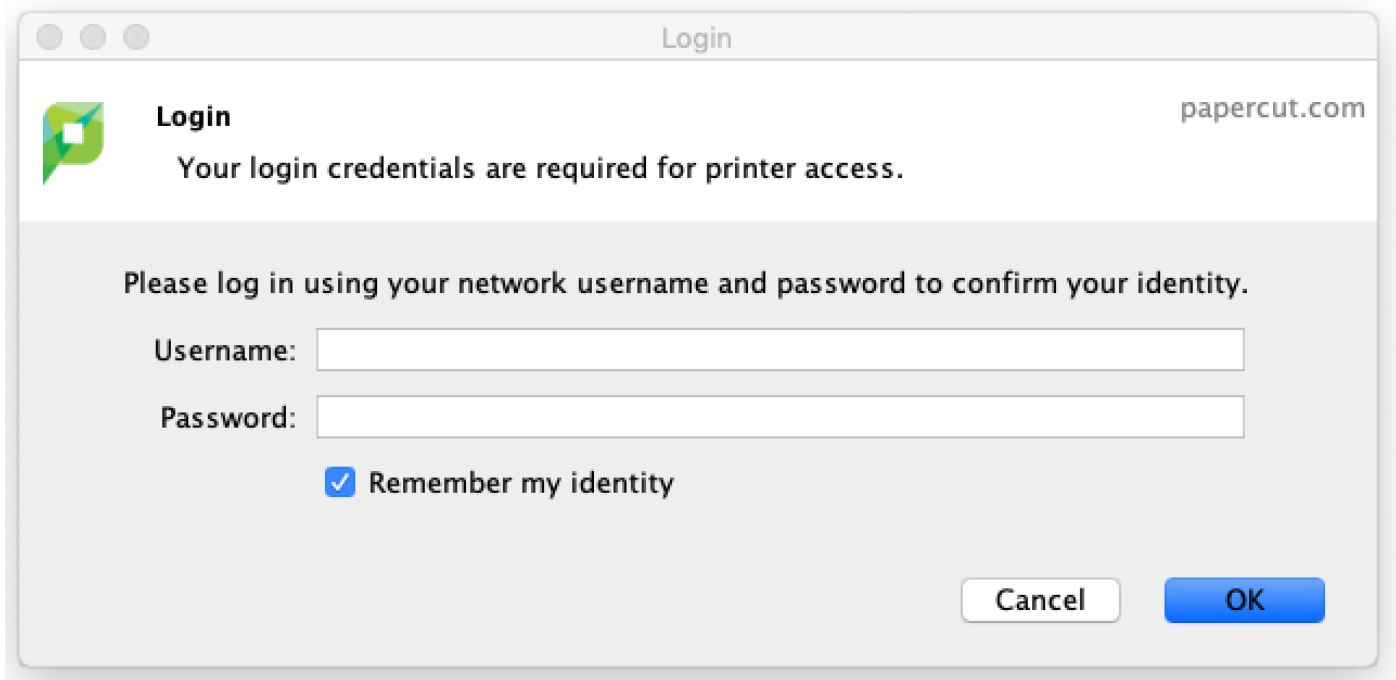 Login
Login
papercut.com
Your login credentials are required for printer access.
Please log in using your network username and password to confirm your identity.
Username:
Password:
Remember my identity
Cancel
OK